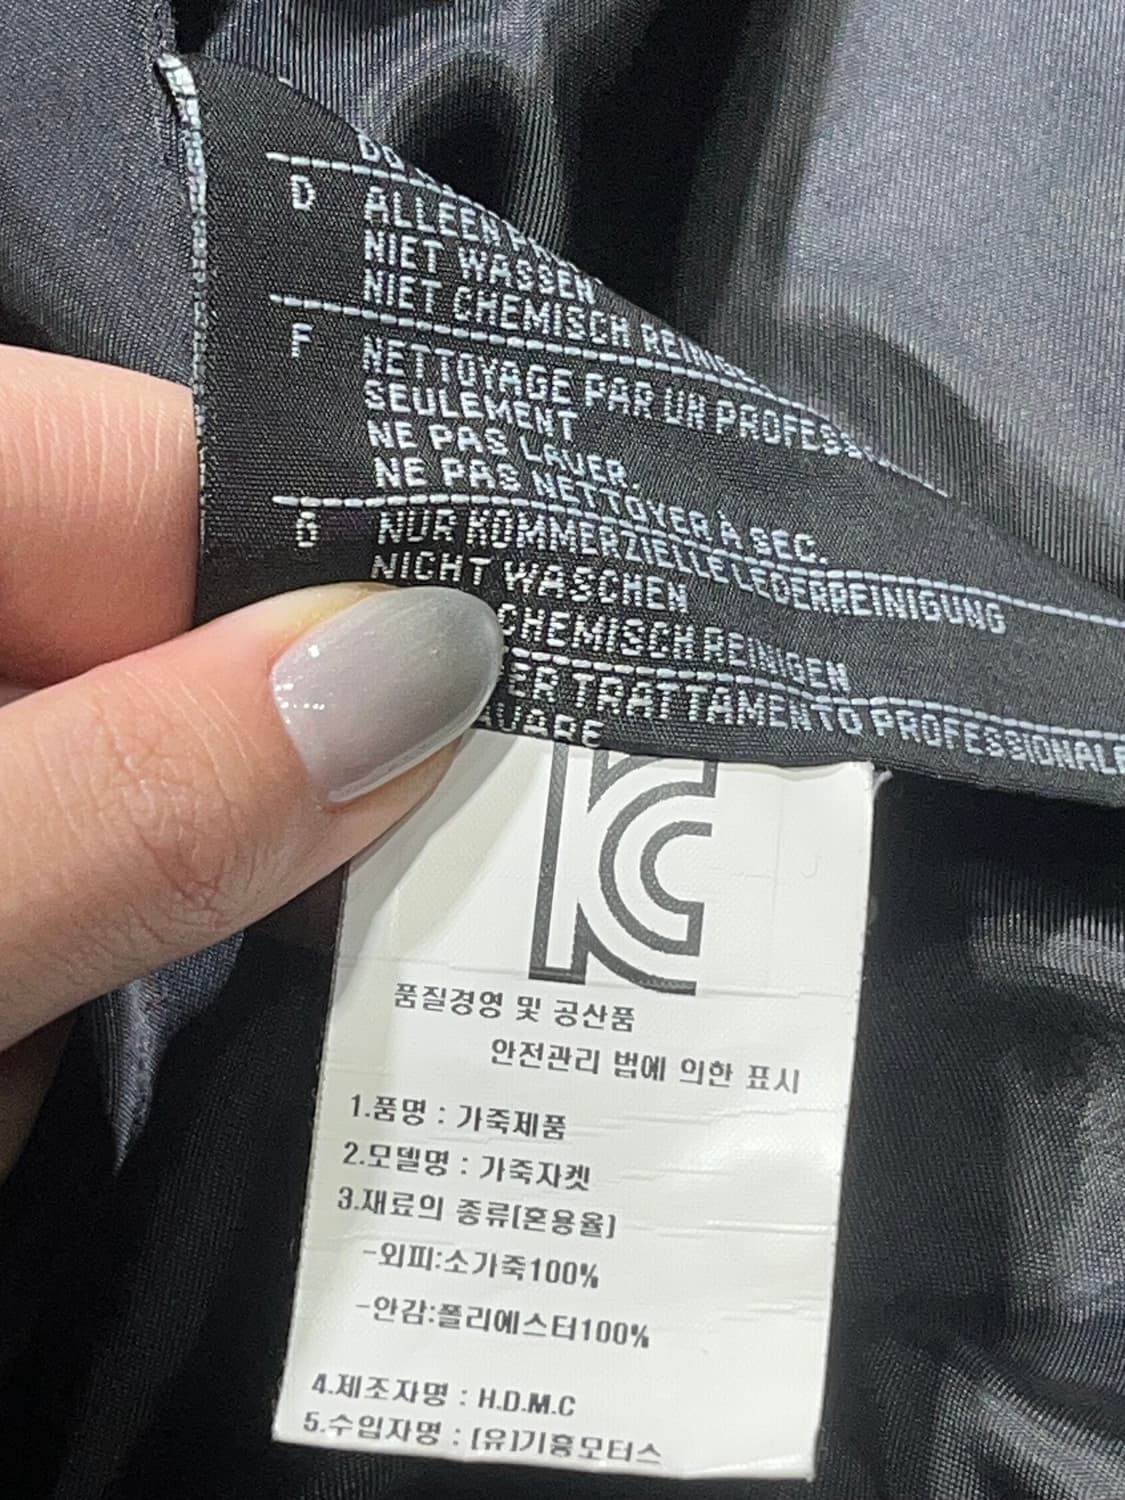 D
ALLEEN
NIET WASSEN
NIET CHEMISCH REINIG
F
NETTOYAGE PAR UN PROFESS
SEULEMENT
NE PAS LAVER.
NE PAS NETTOYER À SEC.
G
NUR KOMMERZIELLE LEDERREINIGUNG
NICHT WASCHEN
CHEMISCH REINIGEN
ER TRATTAMENTO PROFESSIONALE
AVARE
KC
품질경영 및 공산품
안전관리 법에 의한 표시
1.품명 : 가죽제품
2.모델명 : 가죽자켓
3.재료의 종류(혼용율)
-외피:소가죽100%
-안감:폴리에스터100%
4.제조자명 : H.D.M.C
5.수입자명 : (유)기흥모터스